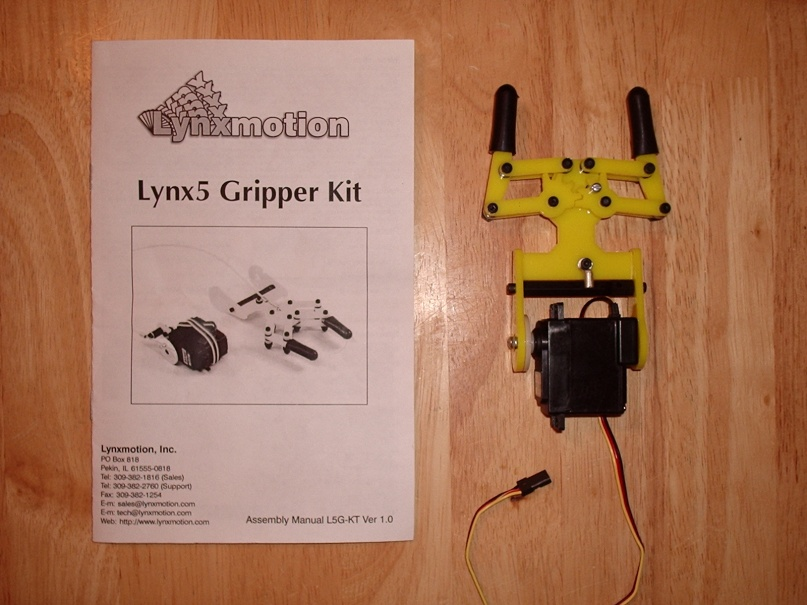 Lynxmotion
Lynx5 Gripper Kit
Lynxmotion, Inc.
PO Box 818
Pekin, IL 61555-0818
Tel: 309-382-1816 (Sales)
Tel: 309-382-2760 (Support)
Fax: 309-382-1254
E-m: sales@lynxmotion.com
E-m: tech@lynxmotion.com
Web: http://www.lynxmotion.com
Assembly Manual L5G-KT Ver 1.0